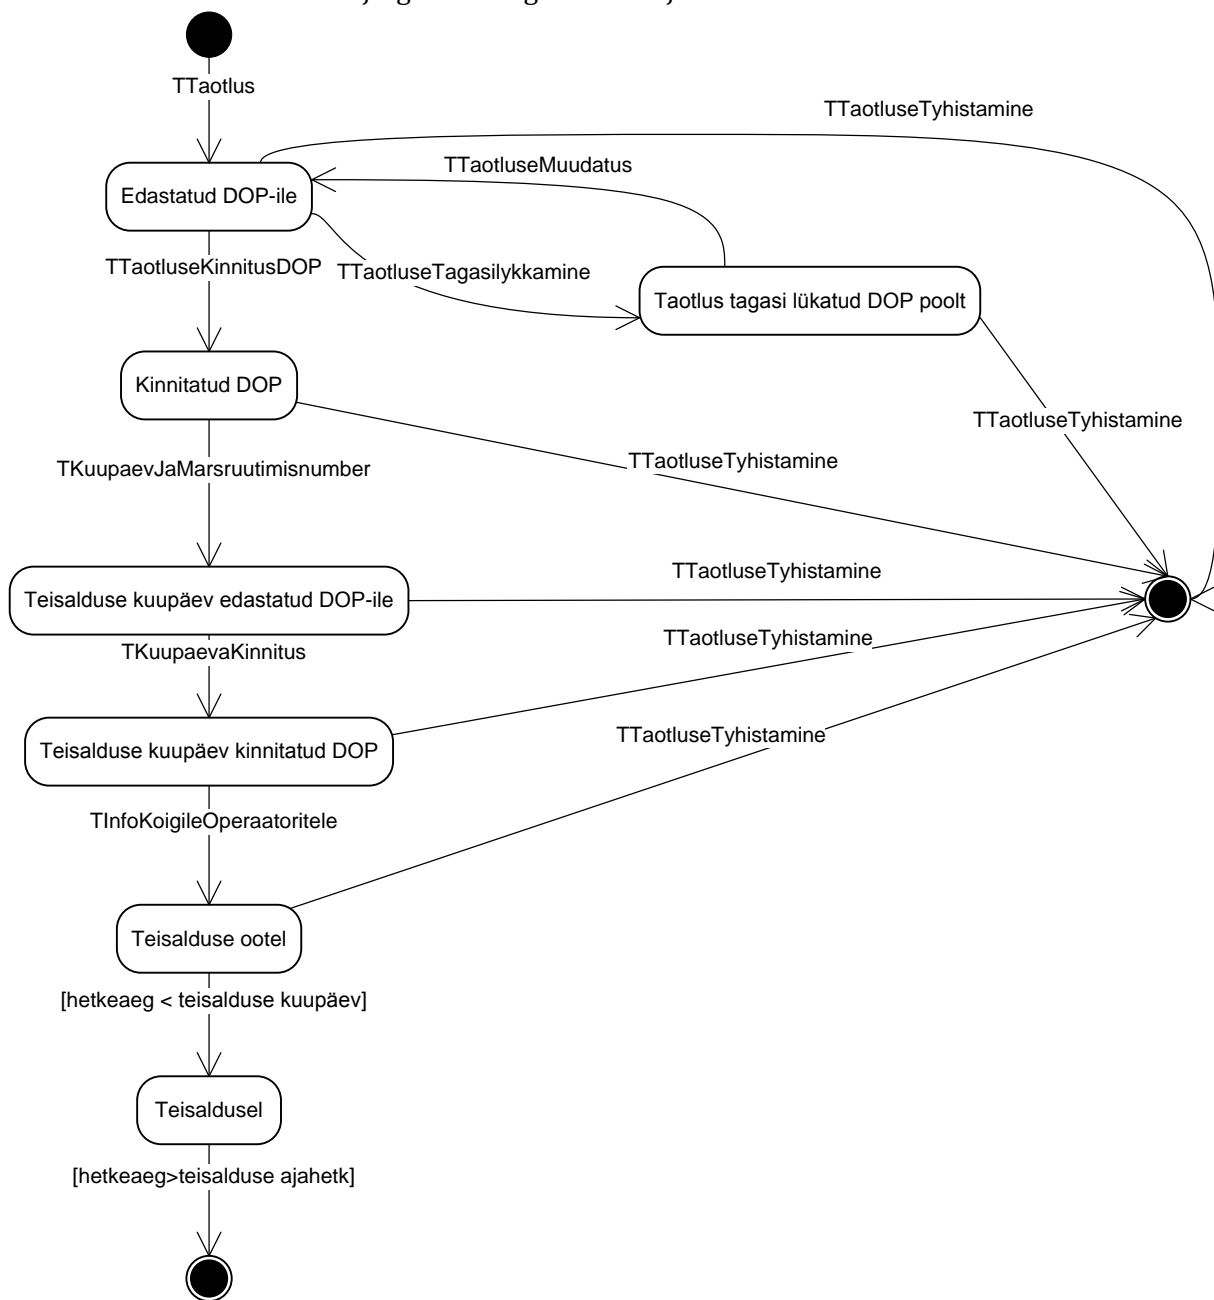 TTaotlus
TTaotluseTyhistamine
TTaotluseMuudatus
Edastatud DOP-ile
TTaotluseKinnitusDOP
TTaotluseTagasilykkamine
Taotlus tagasi lükatud DOP poolt
Kinnitatud DOP
TTaotluseTyhistamine
TTaotluseTyhistamine
TKuupaevJaMarsruutimisnumber
TTaotluseTyhistamine
Teisalduse kuupäev edastatud DOP-ile
TTaotluseTyhistamine
TKuupaevaKinnitus
TTaotluseTyhistamine
Teisalduse kuupäev kinnitatud DOP
TInfoKoigileOperaatoritele
Teisalduse ootel
[hetkeaeg < teisalduse kuupäev]
Teisaldusel
[hetkeaeg>teisalduse ajahetk]